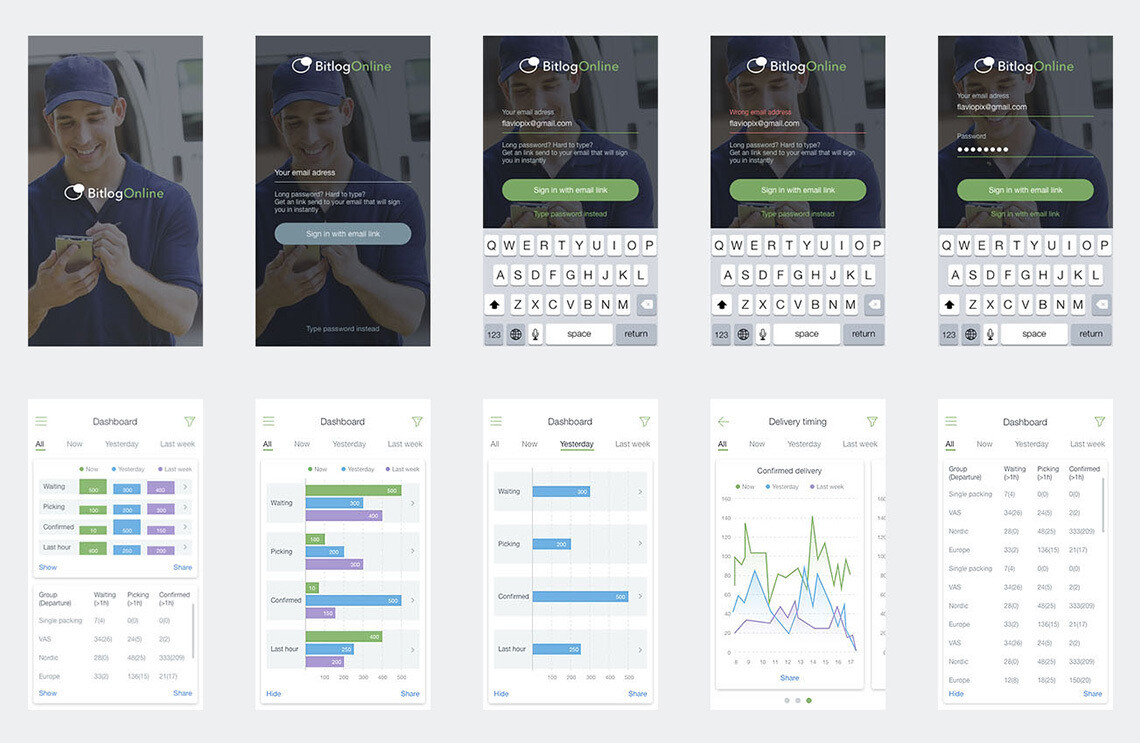 BitlogOnline
BitlogOnline
Your email adress
Long password? Hard to type?
Get an link send to your email that will sign
you in instantly
Sign in with email link
Type password instead
BitlogOnline
Your email adress
flaviopix@gmail.com
Long password? Hard to type?
Get an link send to your email that will sign
you in instantly
Sign in with email link
Type password instead
Q W E R T Y U I O P
A S D F G H J K L
Z X C V B N M
123 space return
BitlogOnline
Wrong email address
flaviopix@gmail.com
Long password? Hard to type?
Get an link send to your email that will sign
you in instantly
Sign in with email link
Type password instead
Q W E R T Y U I O P
A S D F G H J K L
Z X C V B N M
123 space return
BitlogOnline
Your email adress
flaviopix@gmail.com
Password
Sign in with email link
Sign in with email link
Q W E R T Y U I O P
A S D F G H J K L
Z X C V B N M
123 space return
Dashboard
All Now Yesterday Last week
Now Yesterday Last week
Waiting 500 300 400
Picking 100 200 300
Confirmed 10 500 150
Last hour 400 250 200
Show Share
Group Waiting Picking Confirmed
(Departure) (>1h) (>1h) (>1h)
Single packing 7(4) 0(0) 0(0)
VAS 34(26) 24(5) 2(2)
Nordic 28(0) 48(25) 333(209)
Europe 33(2) 136(15) 21(17)
Show Share
Dashboard
All Now Yesterday Last week
Now Yesterday Last week
500
Waiting 300
400
100
Picking 200
300
10
Confirmed 500
150
400
Last hour 250
200
100 200 300 400 500
Hide Share
Dashboard
All Now Yesterday Last week
Waiting 300
Picking 200
Confirmed 500
Last hour 250
100 200 300 400 500
Hide Share
Delivery timing
All Now Yesterday Last week
Confirmed delivery
Now Yesterday Last week
160 160
140 140
120 120
100 100
80 80
60 60
40 40
20 20
0 0
8 9 10 11 12 13 14 15 16 17
Share
Dashboard
All Now Yesterday Last week
Group Waiting Picking Confirmed
(Departure) (>1h) (>1h) (>1h)
Single packing 7(4) 0(0) 0(0)
VAS 34(26) 24(5) 2(2)
Nordic 28(0) 48(25) 333(209)
Europe 33(2) 136(15) 21(17)
Single packing 7(4) 0(0) 0(0)
VAS 34(26) 24(5) 2(2)
Nordic 28(0) 48(25) 333(209)
Europe 33(2) 136(15) 21(17)
VAS 34(26) 24(5) 2(2)
Nordic 28(0) 48(25) 333(209)
Europe 12(8) 18(25) 150(20)
Hide Share